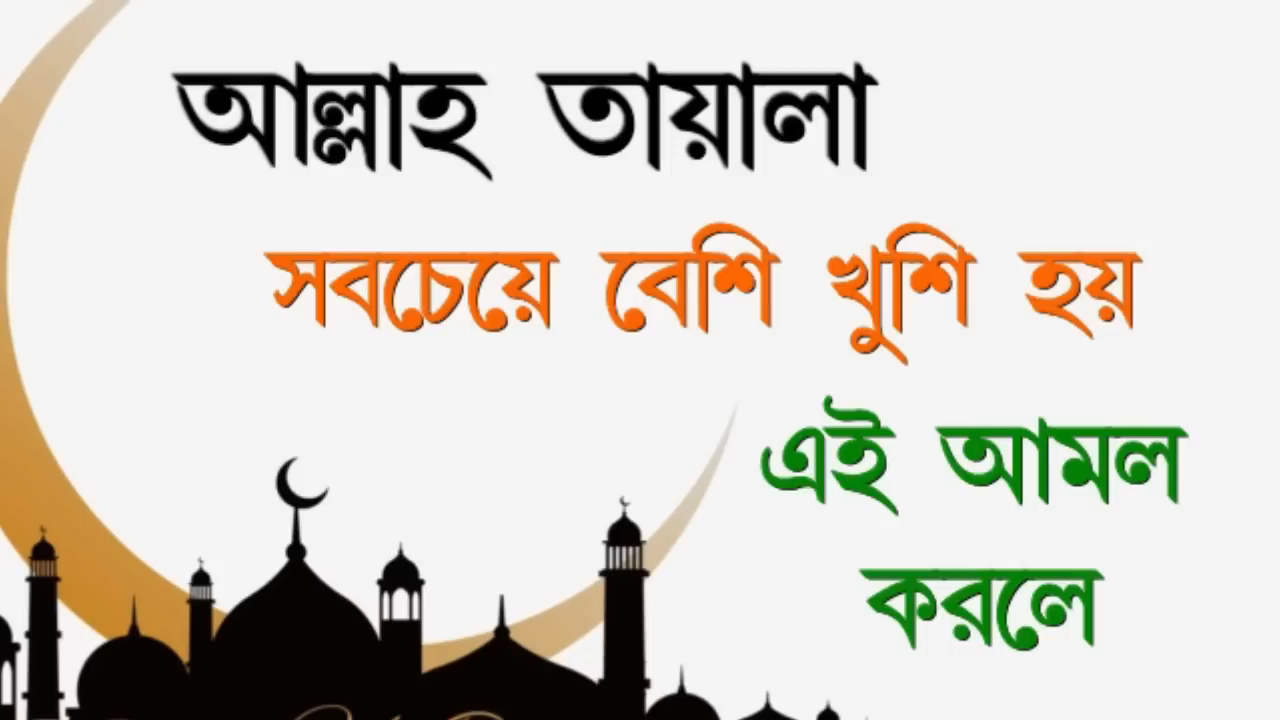 আল্লাহ তায়ালা
সবচেয়ে বেশি খুশি হয়
এই আমল
করলে